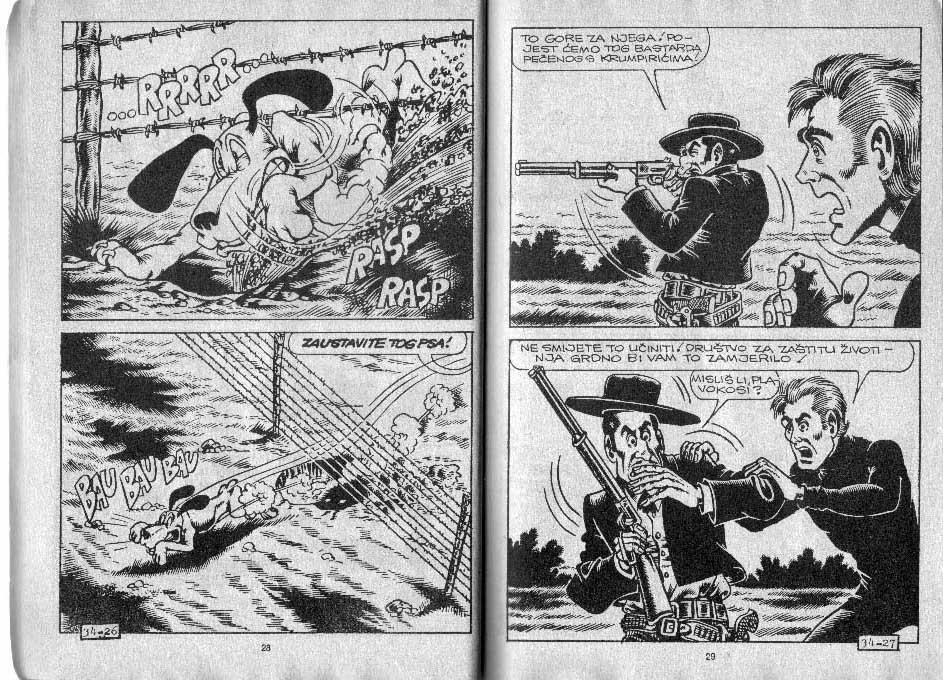 ...RRRRRR...
RASP
RASP
ZAUSTAVITE TOG PSA!
BAU BAU BAU
34-26
28
TO GORE ZA NJEGA! PO-
JEST ĆEMO TOG BASTARDA
PEČENOG S KRUMPIRIĆIMA!
NE SMIJETE TO UČINITI! DRUŠTVO ZA ZAŠTITU ŽIVOTI-
NJA GRDNO BI VAM TO ZAMJERILO!
MISLIŠ LI, PLA
VOKOSI?
34-27
29